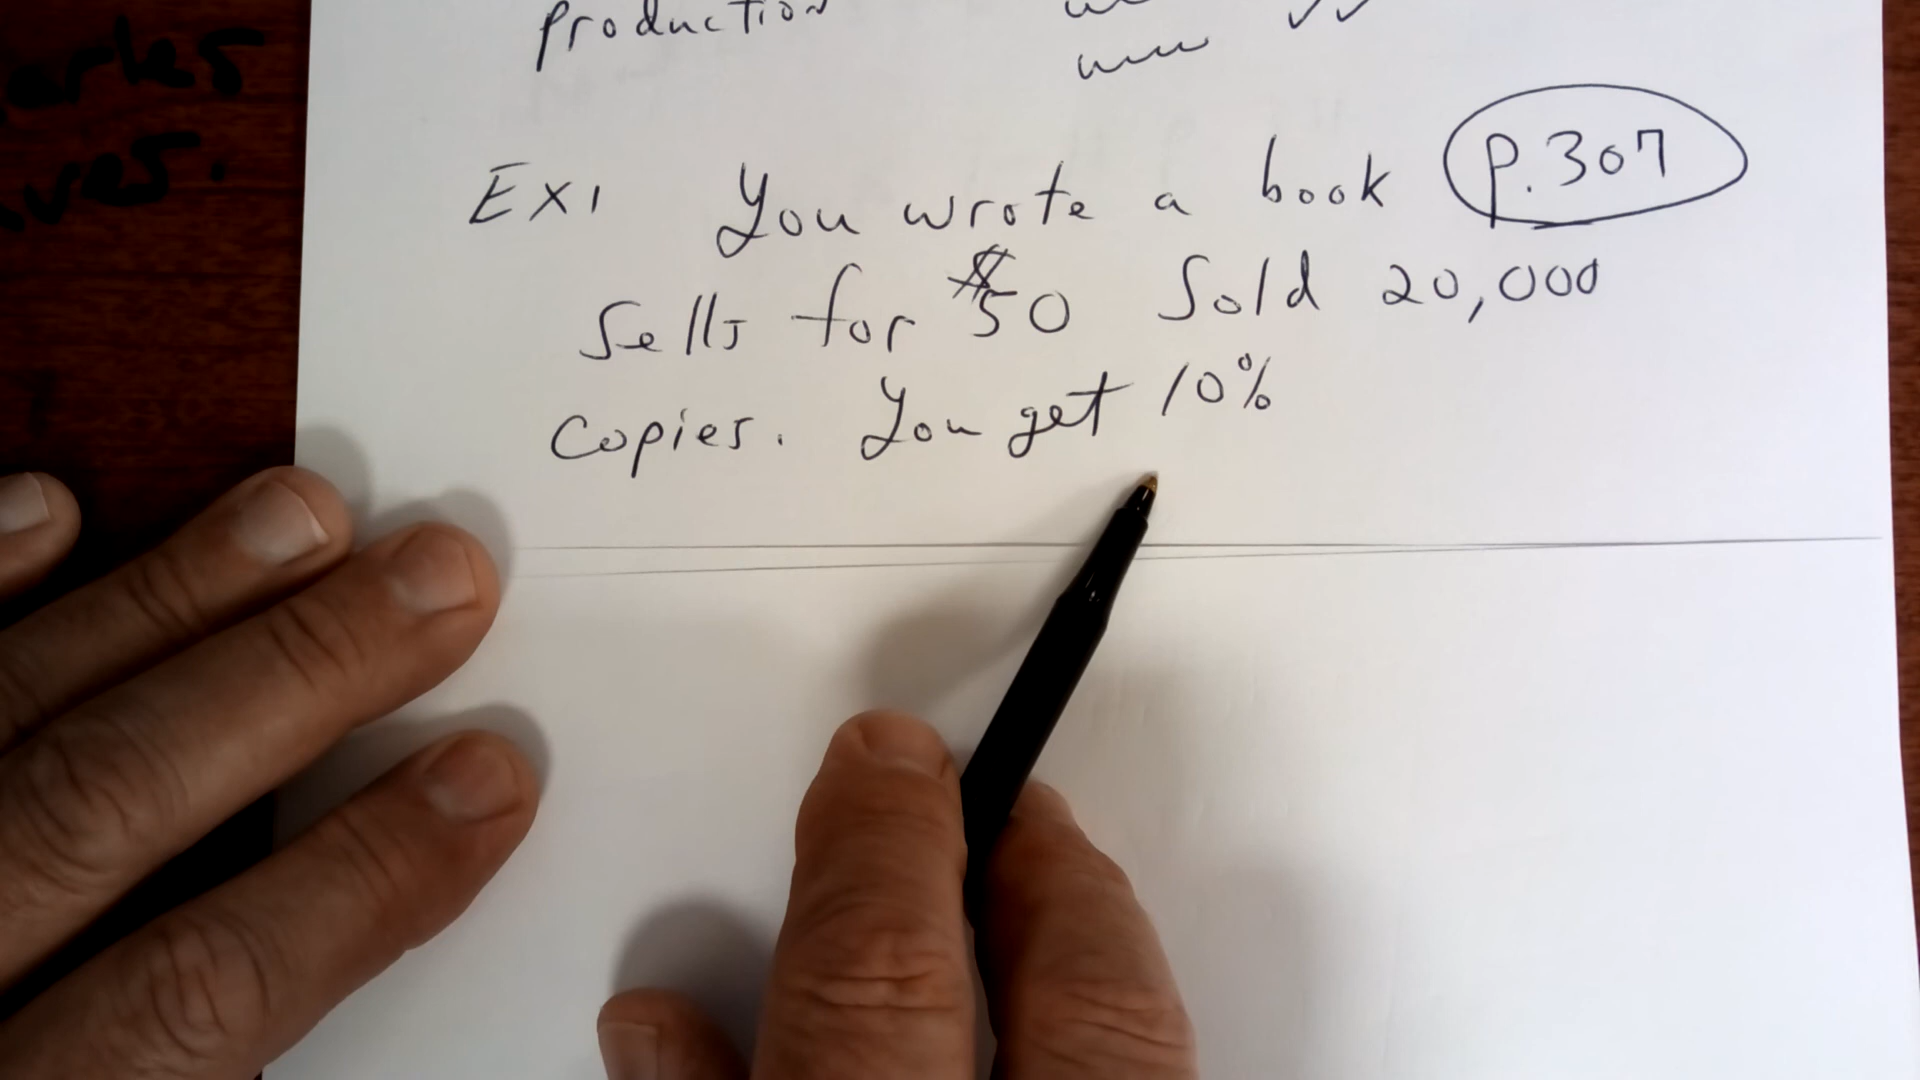 production
Ex1 You wrote a book p.307
Sells for $50 Sold 20,000
Copies. You get 10%